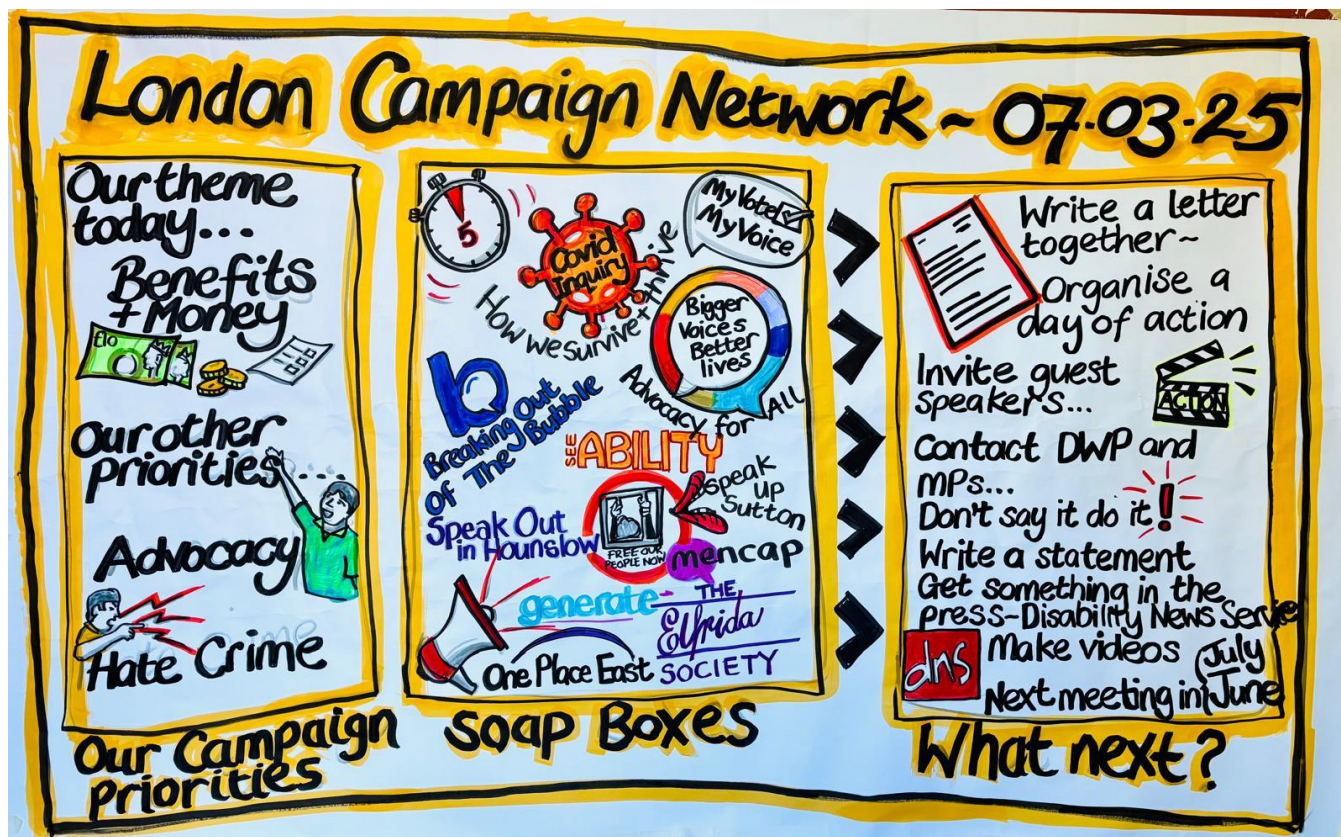 London Campaign Network ~ 07.03.25
Our theme
today...
Benefits
+ Money
£10
Our other
priorities...
Advocacy
Hate Crime
Our Campaign
Priorities
5
Covid
Inquiry
How we survive + thrive
My Vote
My Voice
Bigger
Voices
Better
lives
Advocacy for All
b
Breaking Out
Of The Bubble
SEE ABILITY
Speak
Up
Sutton
Speak Out
in Hounslow
FREE OUR
PEOPLE NOW
mencap
generate
THE
Elfrida
SOCIETY
One Place East
Soap Boxes
Write a letter
together~
Organise a
day of action
Invite guest
speakers...
ACTION
Contact DWP and
MPs...
Don't say it do it!
Write a statement
Get something in the
press-Disability News Service
dns
Make videos
Next meeting in June
July
What next?